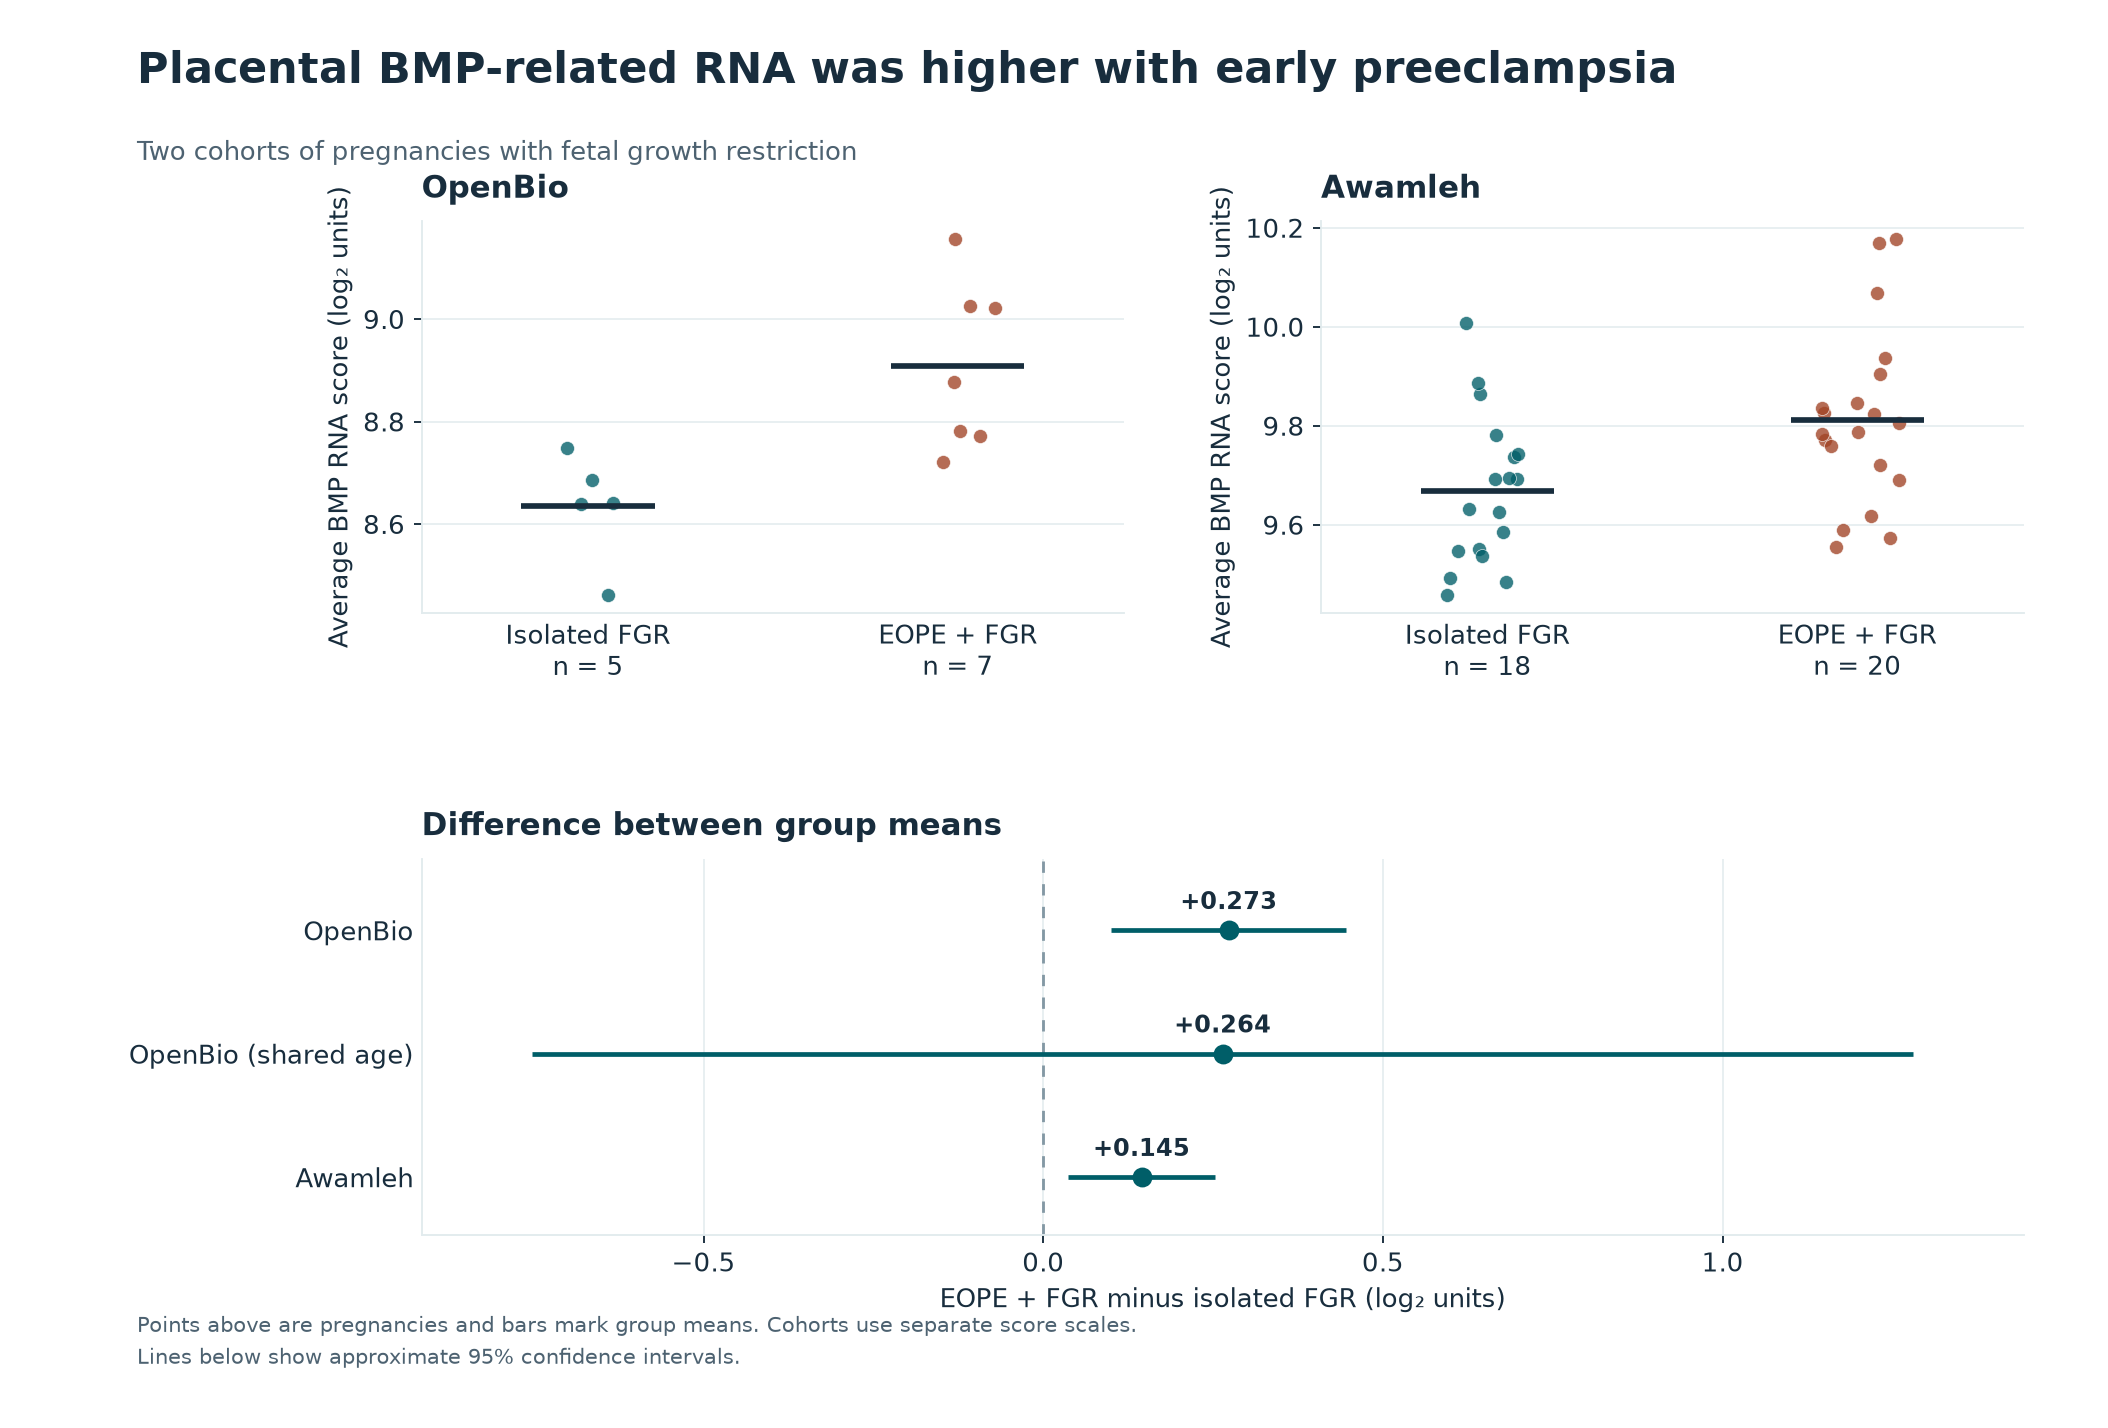 Placental BMP-related RNA was higher with early preeclampsia
Two cohorts of pregnancies with fetal growth restriction
OpenBio
Average BMP RNA score (log₂ units)
9.0
8.8
8.6
Isolated FGR
n = 5
EOPE + FGR
n = 7
Awamleh
Average BMP RNA score (log₂ units)
10.2
10.0
9.8
9.6
Isolated FGR
n = 18
EOPE + FGR
n = 20
Difference between group means
OpenBio
+0.273
OpenBio (shared age)
+0.264
Awamleh
+0.145
−0.5
0.0
0.5
1.0
EOPE + FGR minus isolated FGR (log₂ units)
Points above are pregnancies and bars mark group means. Cohorts use separate score scales.
Lines below show approximate 95% confidence intervals.